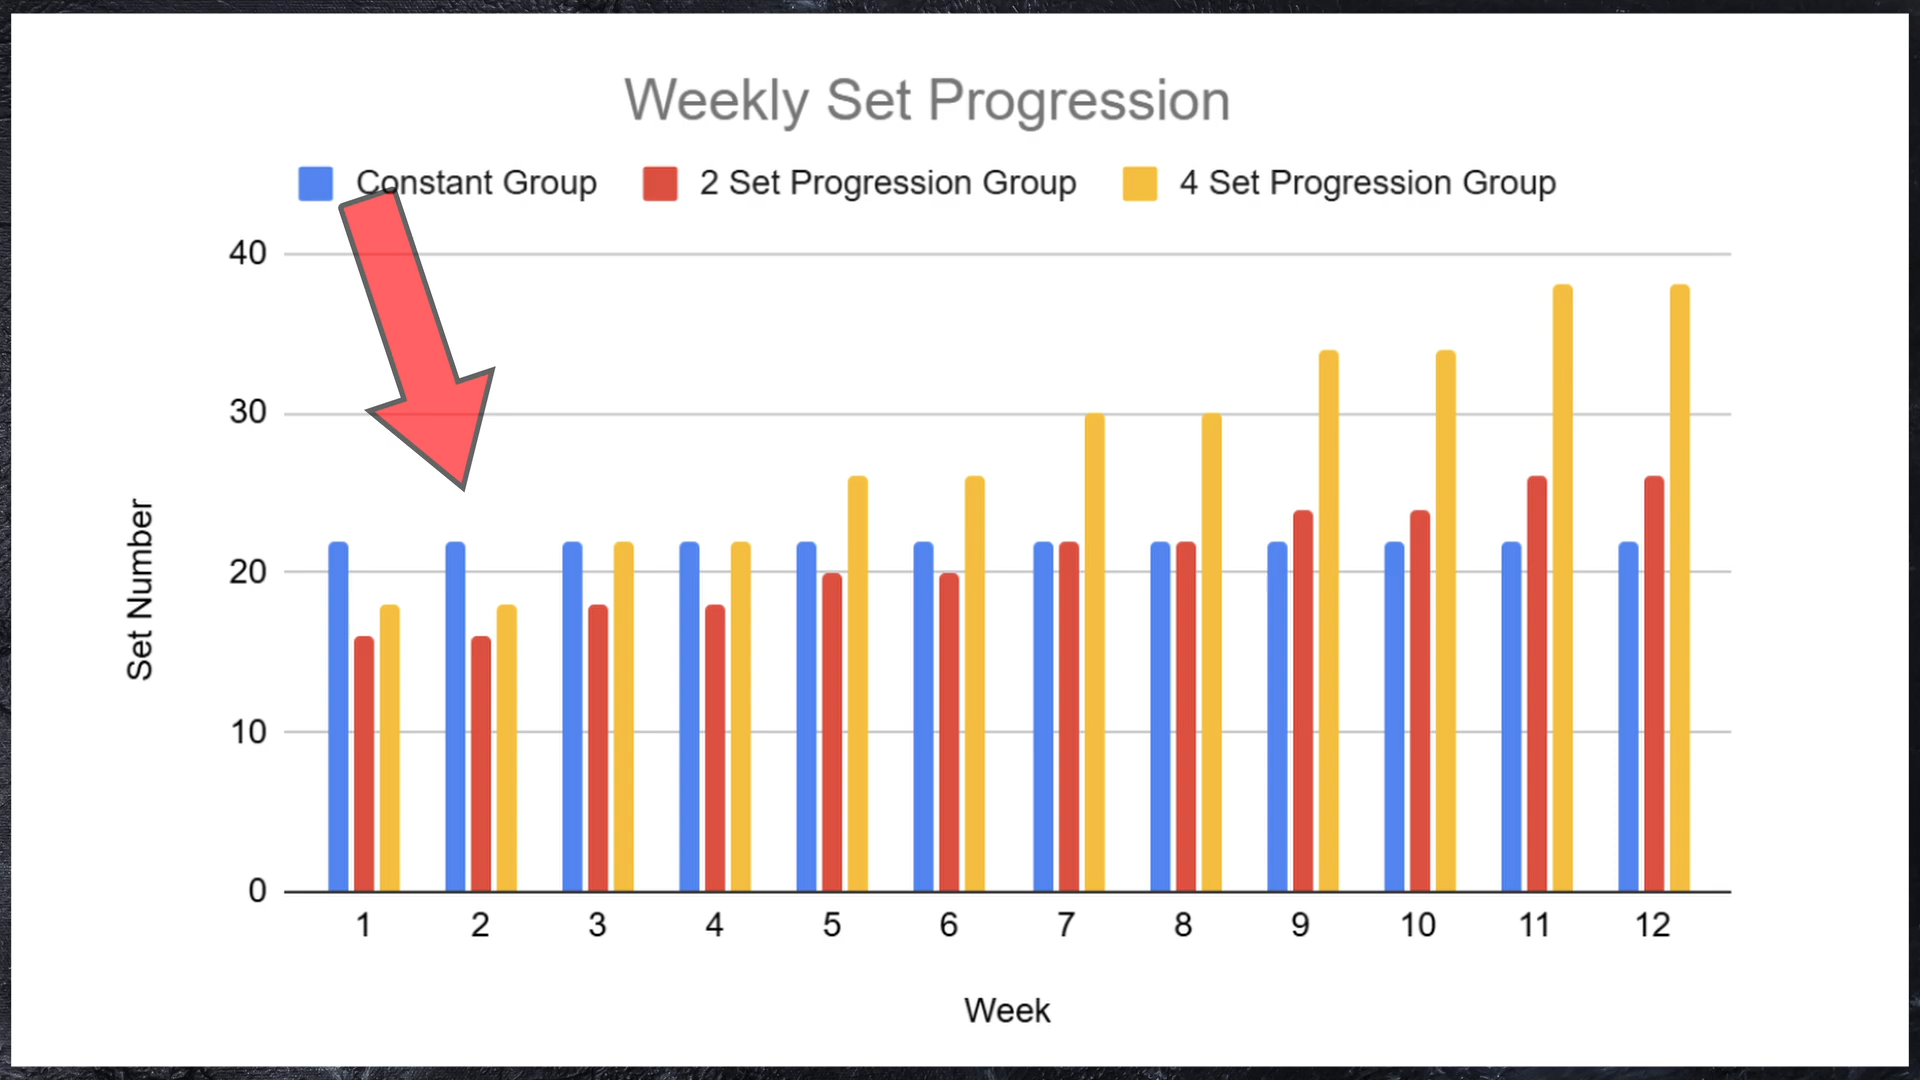 Weekly Set Progression
Constant Group 2 Set Progression Group 4 Set Progression Group
40
30
20
10
0
Set Number
1 2 3 4 5 6 7 8 9 10 11 12
Week